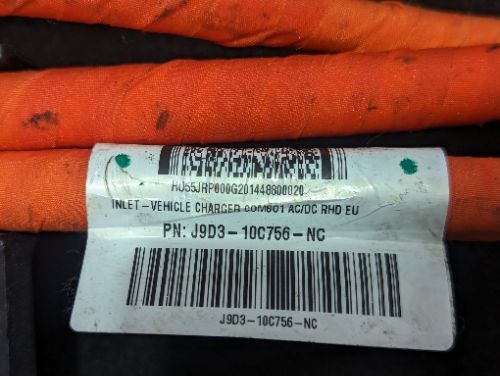 HU55JRP000G201448800020
INLET-VEHICLE CHARGER COMBO1 AC/DC RHD EU
PN: J9D3-10C756-NC
J9D3-10C756-NC